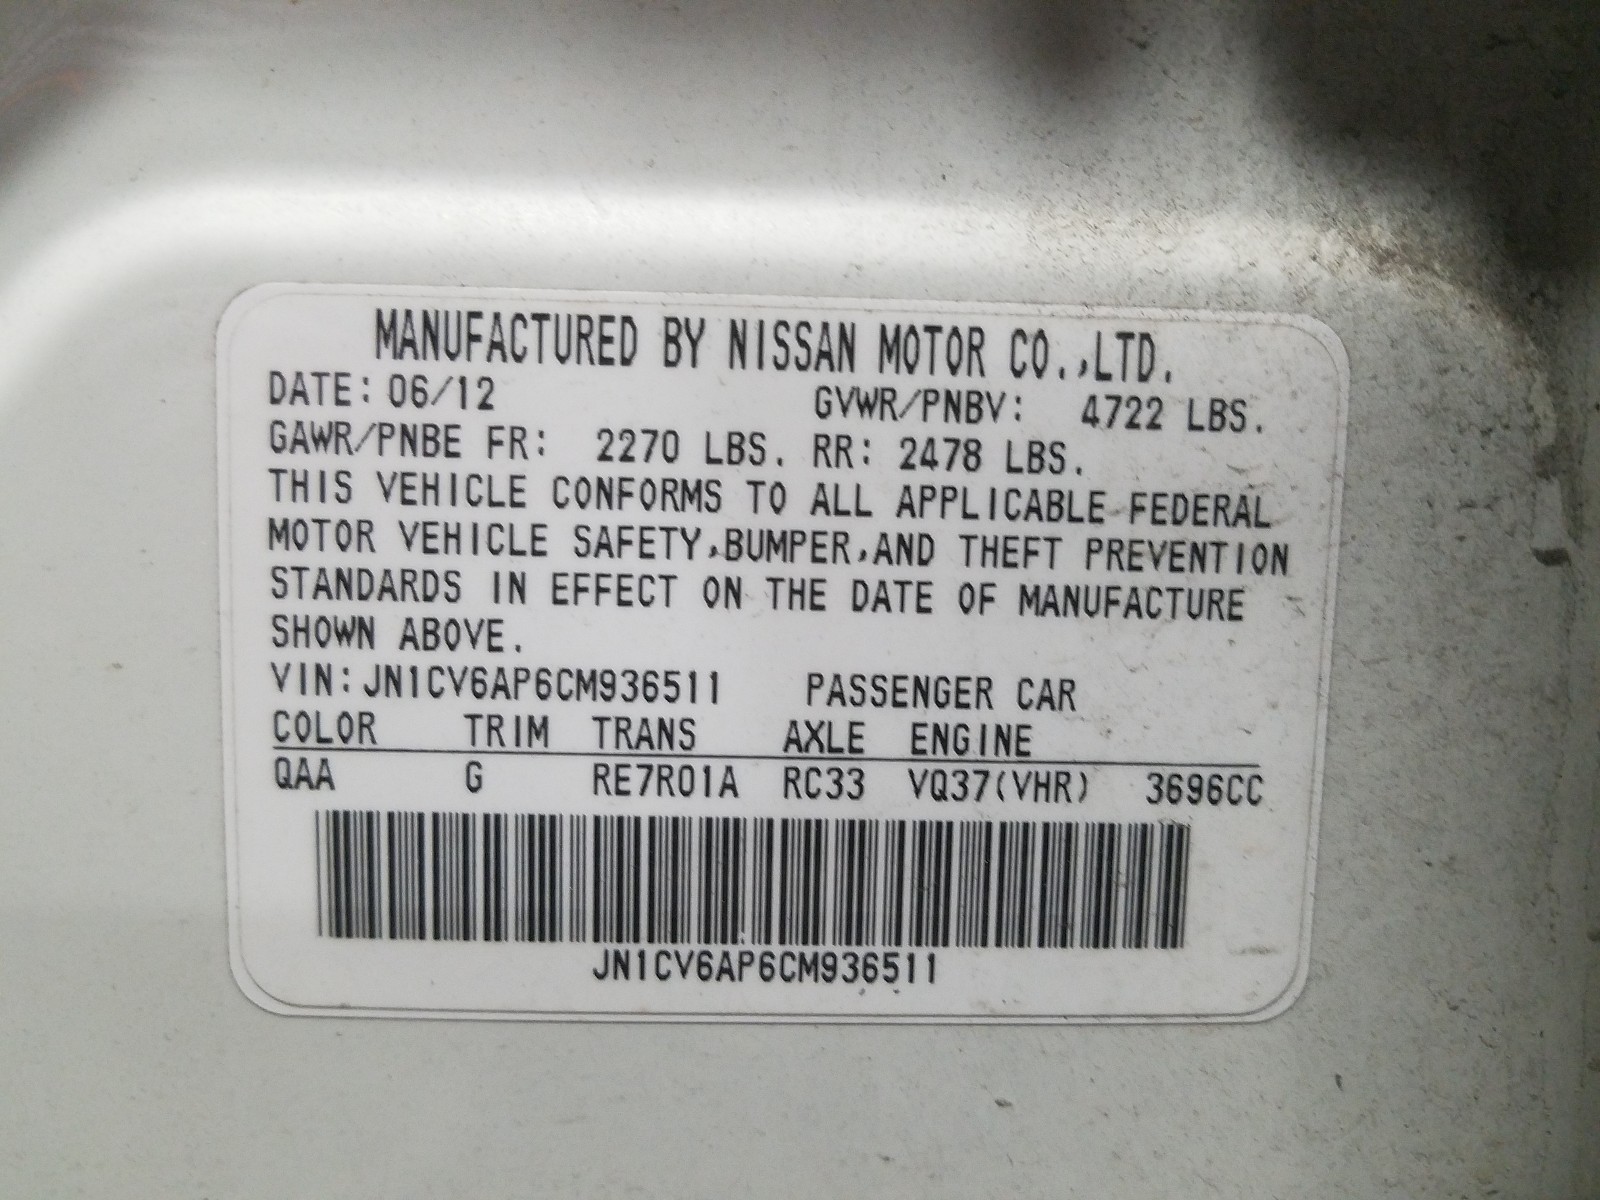 MANUFACTURED BY NISSAN MOTOR CO.,LTD.
DATE: 06/12 GVWR/PNBV: 4722 LBS.
GAWR/PNBE FR: 2270 LBS. RR: 2478 LBS.
THIS VEHICLE CONFORMS TO ALL APPLICABLE FEDERAL
MOTOR VEHICLE SAFETY,BUMPER,AND THEFT PREVENTION
STANDARDS IN EFFECT ON THE DATE OF MANUFACTURE
SHOWN ABOVE.
VIN:JN1CV6AP6CM936511 PASSENGER CAR
COLOR TRIM TRANS AXLE ENGINE
QAA G RE7R01A RC33 VQ37(VHR) 3696CC
JN1CV6AP6CM936511